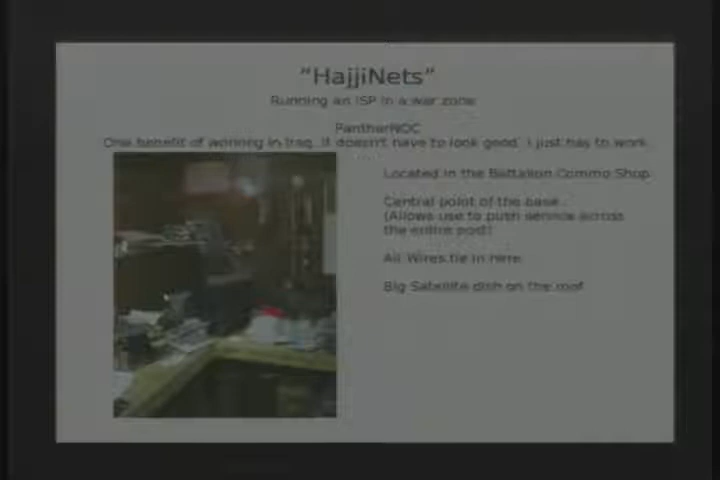 "HajjiNets"
Running an ISP in a war zone
PantherNOC
One benefit of working in Iraq, it doesn't have to look good, I just has to work.
Located in the Battalion Commo Shop
Central point of the base.
(Allows use to push service across
the entire post)
All Wires tie in here.
Big Satellite dish on the roof